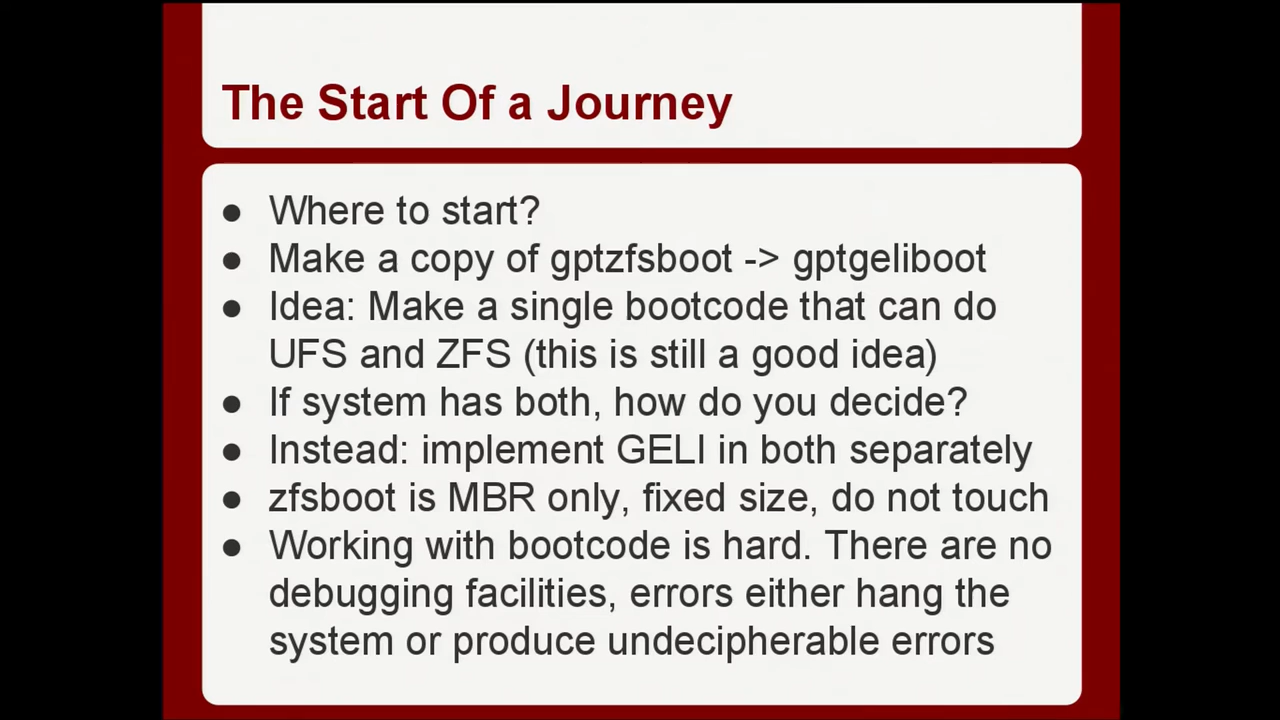 The Start Of a Journey
● Where to start?
● Make a copy of gptzfsboot -> gptgeliboot
● Idea: Make a single bootcode that can do
UFS and ZFS (this is still a good idea)
● If system has both, how do you decide?
● Instead: implement GELI in both separately
● zfsboot is MBR only, fixed size, do not touch
● Working with bootcode is hard. There are no
debugging facilities, errors either hang the
system or produce undecipherable errors